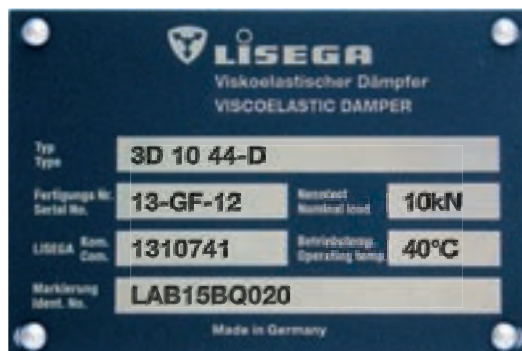 LISEGA
Viskoelastischer Dämpfer
VISCOELASTIC DAMPER
Typ
Type
3D 10 44-D
Fertigungs Nr.
Serial No.
13-GF-12
Nennlast
Nominal load
10kN
LISEGA Kom.
Com.
1310741
Betriebstemp.
Operating temp.
40°C
Markierung
Ident. No.
LAB15BQ020
Made in Germany